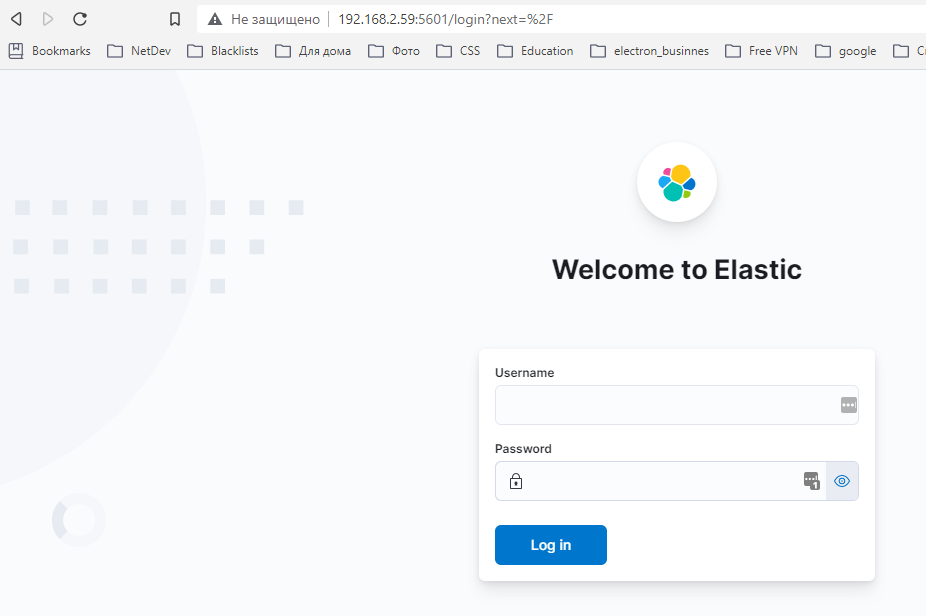 Не защищено 192.168.2.59:5601/login?next=%2F
Bookmarks NetDev Blacklists Для дома Фото CSS Education electron_businnes Free VPN google
Welcome to Elastic
Username
Password
1
Log in